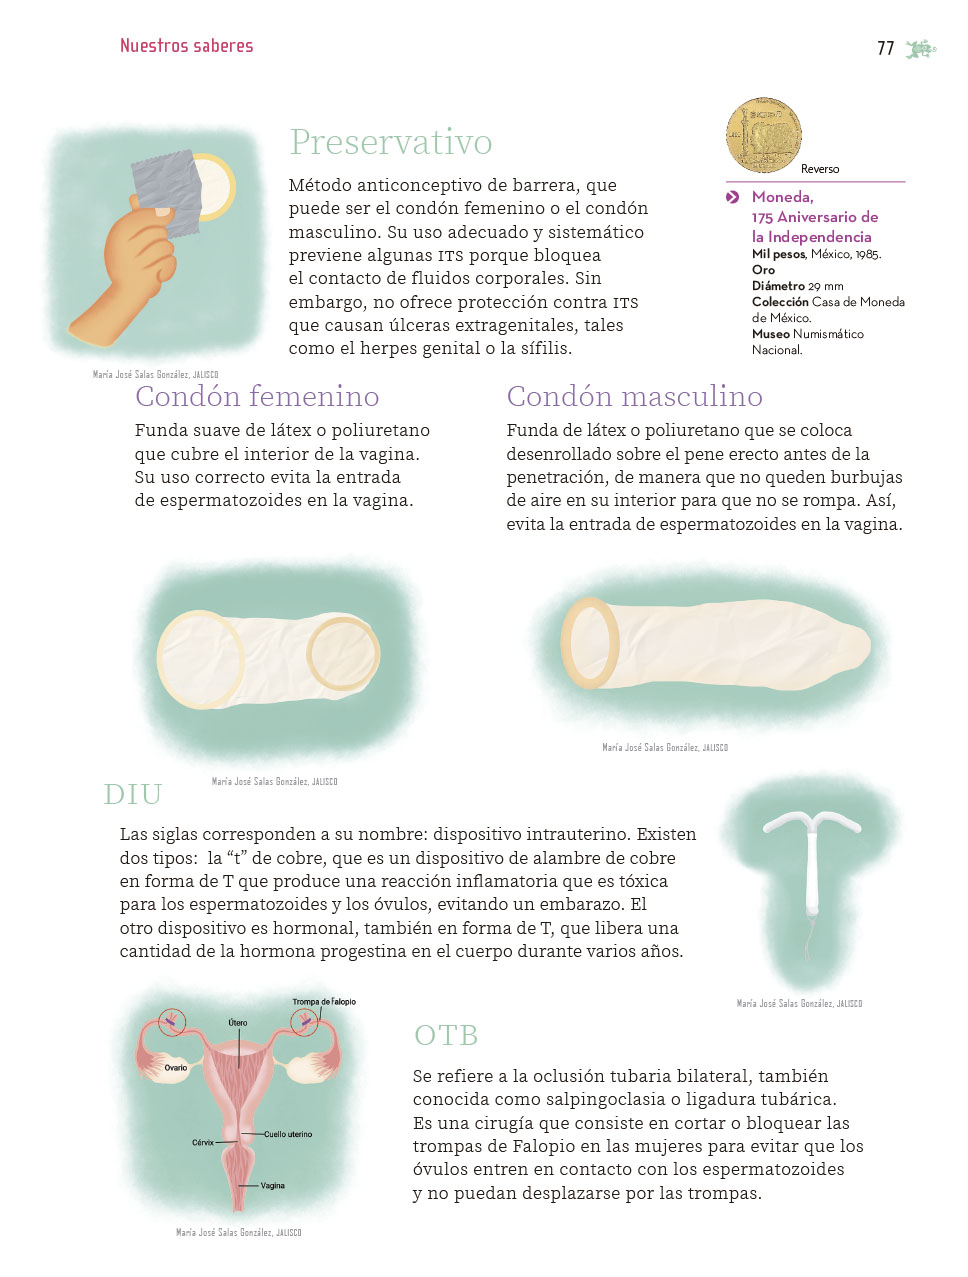 Nuestros saberes
77
Preservativo
Método anticonceptivo de barrera, que
puede ser el condón femenino o el condón
masculino. Su uso adecuado y sistemático
previene algunas ITS porque bloquea
el contacto de fluidos corporales. Sin
embargo, no ofrece protección contra ITS
que causan úlceras extragenitales, tales
como el herpes genital o la sífilis.
María José Salas González, JALISCO
Reverso
Moneda,
175 Aniversario de
la Independencia
Mil pesos, México, 1985.
Oro
Diámetro 29 mm
Colección Casa de Moneda
de México.
Museo Numismático
Nacional.
Condón femenino
Funda suave de látex o poliuretano
que cubre el interior de la vagina.
Su uso correcto evita la entrada
de espermatozoides en la vagina.
María José Salas González, JALISCO
Condón masculino
Funda de látex o poliuretano que se coloca
desenrollado sobre el pene erecto antes de la
penetración, de manera que no queden burbujas
de aire en su interior para que no se rompa. Así,
evita la entrada de espermatozoides en la vagina.
María José Salas González, JALISCO
DIU
Las siglas corresponden a su nombre: dispositivo intrauterino. Existen
dos tipos:  la “t” de cobre, que es un dispositivo de alambre de cobre
en forma de T que produce una reacción inflamatoria que es tóxica
para los espermatozoides y los óvulos, evitando un embarazo. El
otro dispositivo es hormonal, también en forma de T, que libera una
cantidad de la hormona progestina en el cuerpo durante varios años.
María José Salas González, JALISCO
Trompa de Falopio
Útero
Ovario
Cuello uterino
Cérvix
Vagina
María José Salas González, JALISCO
OTB
Se refiere a la oclusión tubaria bilateral, también
conocida como salpingoclasia o ligadura tubárica.
Es una cirugía que consiste en cortar o bloquear las
trompas de Falopio en las mujeres para evitar que los
óvulos entren en contacto con los espermatozoides
y no puedan desplazarse por las trompas.